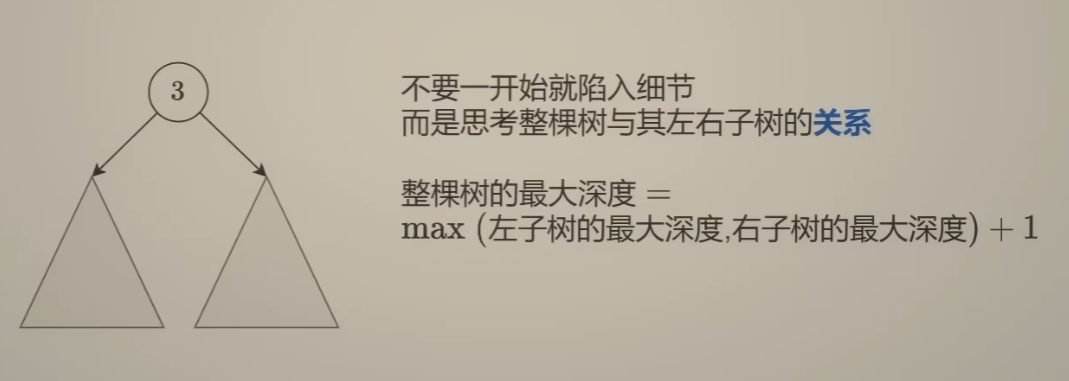 3
不要一开始就陷入细节
而是思考整棵树与其左右子树的关系
整棵树的最大深度 =
max (左子树的最大深度,右子树的最大深度) + 1